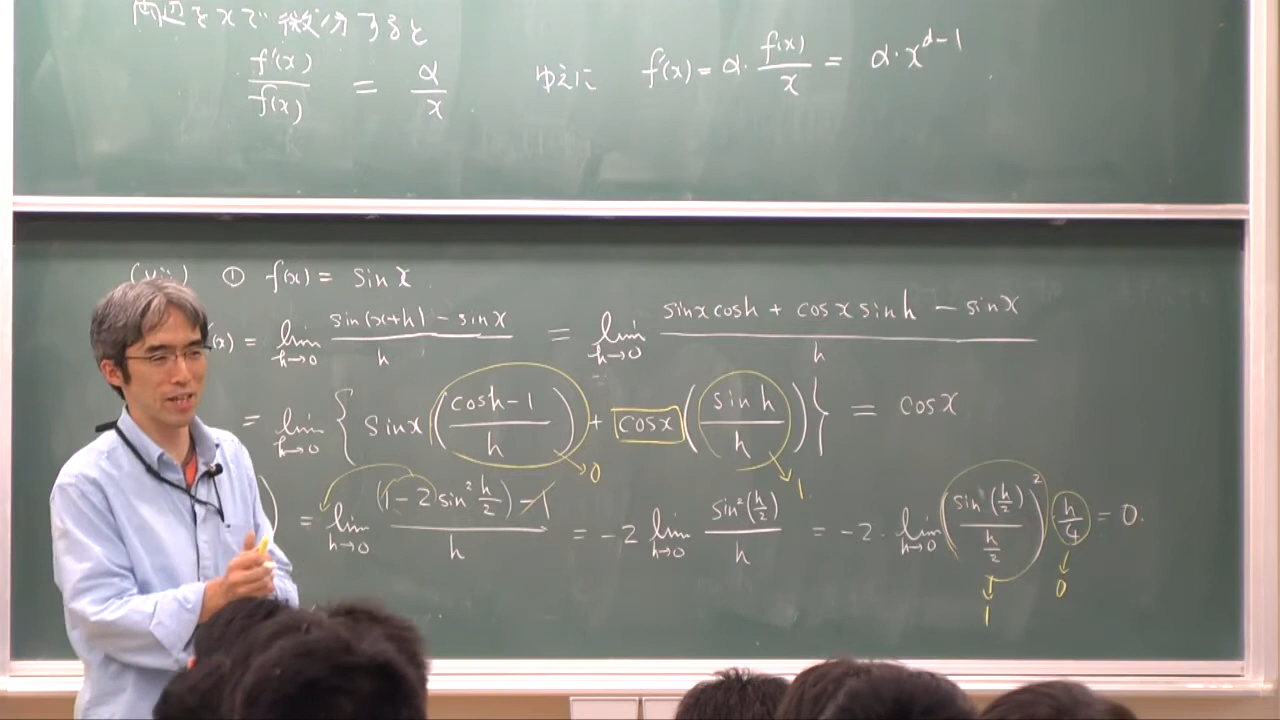 両辺をxで微分すると
f'(x)/f(x) = α/x ゆえに f'(x) = α・f(x)/x = α・x^{α-1}
① f(x) = sin x.
(x) = lim_{h→0} (sin(x+h) - sin x)/h = lim_{h→0} (sin x cos h + cos x sin h - sin x)/h
= lim_{h→0} { sin x ((cos h - 1)/h) + cos x ((sin h)/h) } = cos x
→0 →1
= lim_{h→0} ((1 - 2 sin² h/2) - 1)/h = -2 lim_{h→0} sin²(h/2)/h = -2・lim_{h→0} (sin(h/2)/(h/2))² h/4 = 0.
↓1 ↓0